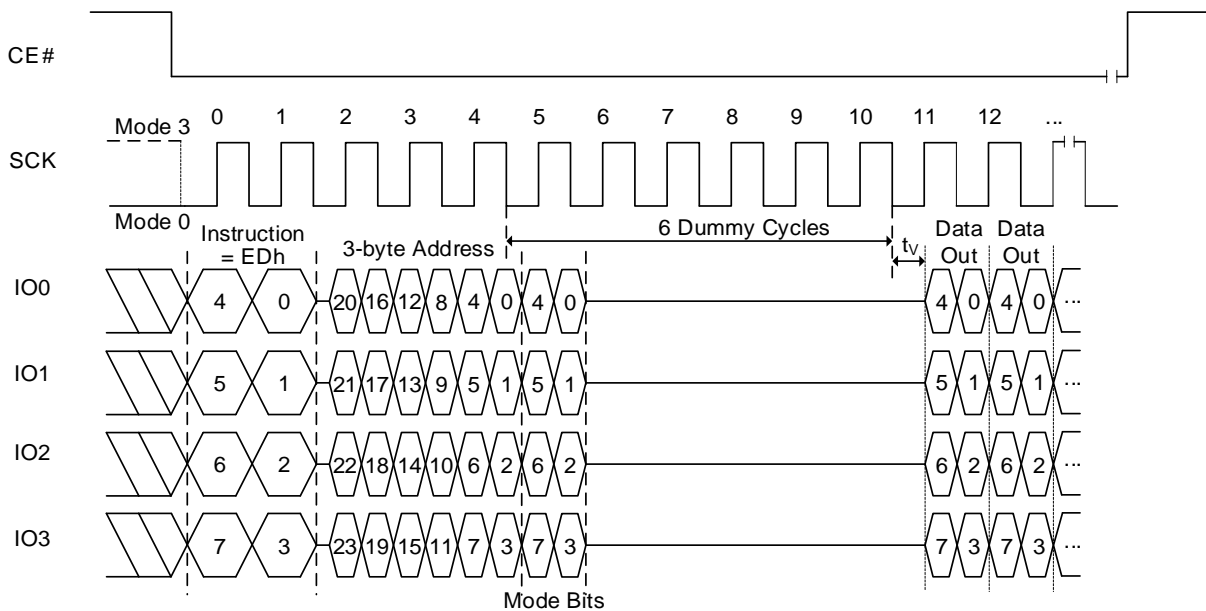 CE#
0 1 2 3 4 5 6 7 8 9 10 11 12 ...
Mode 3
SCK
Mode 0
Instruction
= EDh
3-byte Address
6 Dummy Cycles
tV
Data
Out
Data
Out
IO0 4 0 20 16 12 8 4 0 4 0 4 0 4 0 ...
IO1 5 1 21 17 13 9 5 1 5 1 5 1 5 1 ...
IO2 6 2 22 18 14 10 6 2 6 2 6 2 6 2 ...
IO3 7 3 23 19 15 11 7 3 7 3 7 3 7 3 ...
Mode Bits